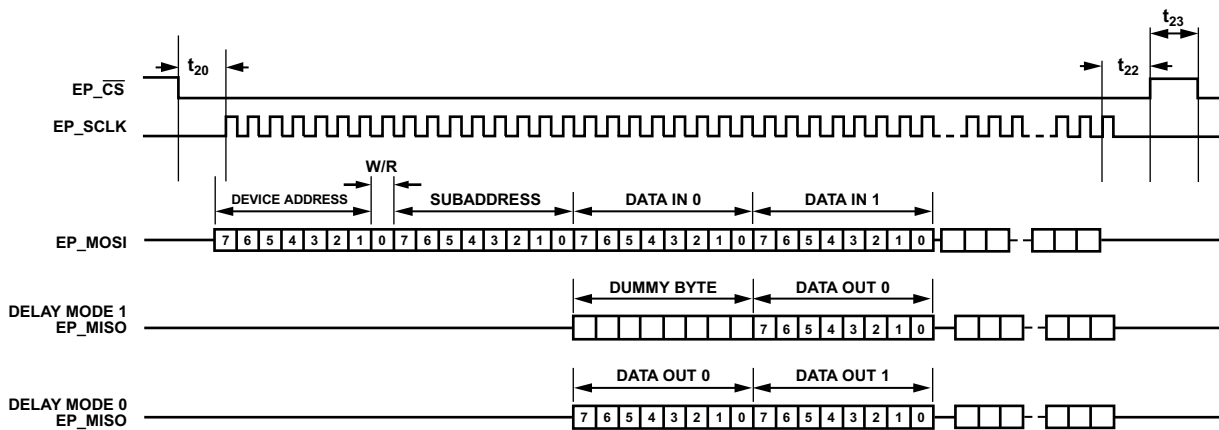 t23
t20
t22
EP_CS
EP_SCLK
W/R
DEVICE ADDRESS SUBADDRESS DATA IN 0 DATA IN 1
EP_MOSI 7 6 5 4 3 2 1 0 7 6 5 4 3 2 1 0 7 6 5 4 3 2 1 0 7 6 5 4 3 2 1 0
DUMMY BYTE DATA OUT 0
DELAY MODE 1
EP_MISO 7 6 5 4 3 2 1 0
DATA OUT 0 DATA OUT 1
DELAY MODE 0
EP_MISO 7 6 5 4 3 2 1 0 7 6 5 4 3 2 1 0